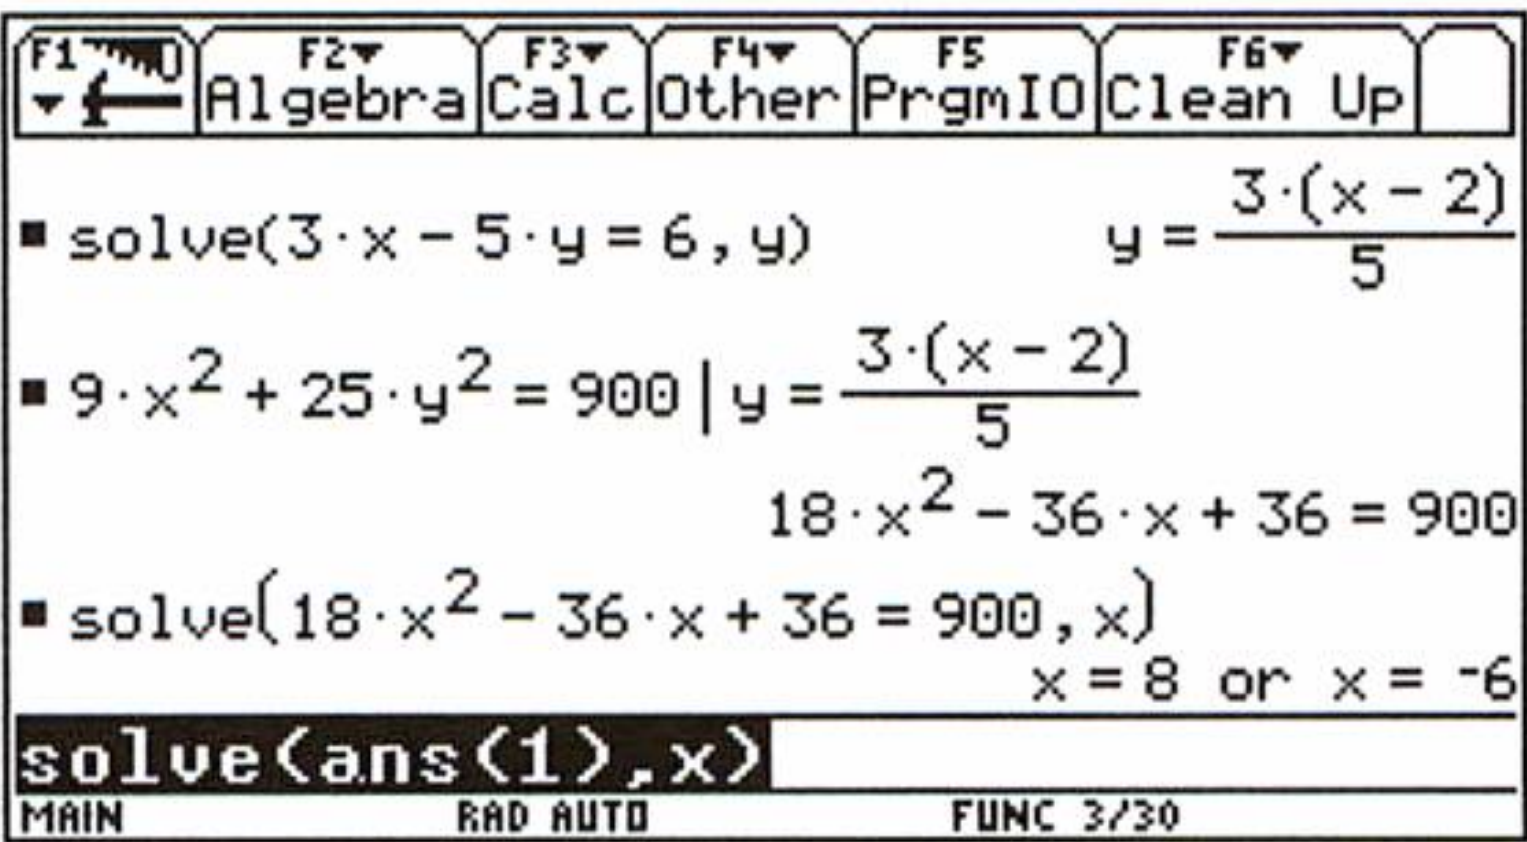 F1 F2▼ F3▼ F4▼ F5 F6▼
▼ Algebra Calc Other PrgmIO Clean Up
▪ solve(3·x − 5·y = 6, y) y = 3·(x − 2)/5
▪ 9·x² + 25·y² = 900 | y = 3·(x − 2)/5
18·x² − 36·x + 36 = 900
▪ solve(18·x² − 36·x + 36 = 900, x)
x = 8 or x = ⁻6
solve(ans(1),x)
MAIN RAD AUTO FUNC 3/30